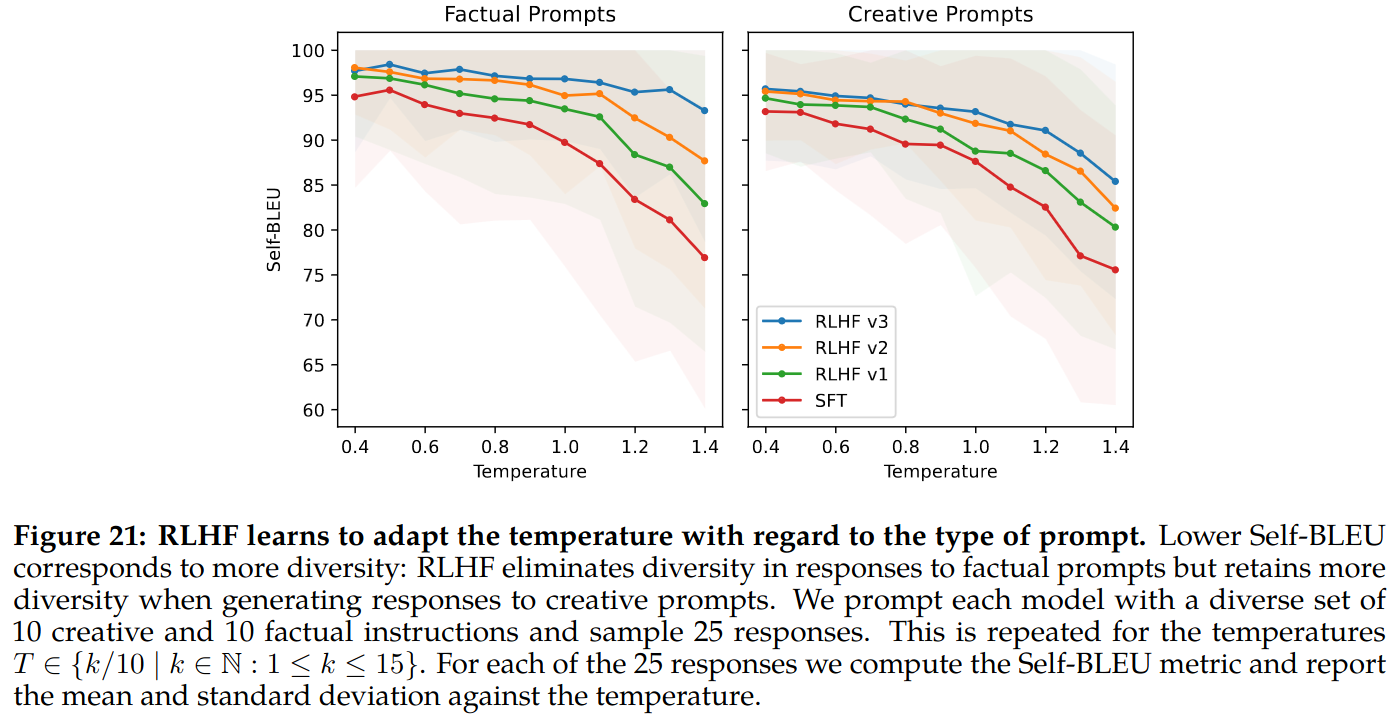 Factual Prompts
Creative Prompts
100
95
90
85
80
75
70
65
60
Self-BLEU
0.4 0.6 0.8 1.0 1.2 1.4
Temperature
RLHF v3
RLHF v2
RLHF v1
SFT
0.4 0.6 0.8 1.0 1.2 1.4
Temperature
Figure 21: RLHF learns to adapt the temperature with regard to the type of prompt. Lower Self-BLEU
corresponds to more diversity: RLHF eliminates diversity in responses to factual prompts but retains more
diversity when generating responses to creative prompts. We prompt each model with a diverse set of
10 creative and 10 factual instructions and sample 25 responses. This is repeated for the temperatures
T ∈ {k/10 | k ∈ ℕ : 1 ≤ k ≤ 15}. For each of the 25 responses we compute the Self-BLEU metric and report
the mean and standard deviation against the temperature.